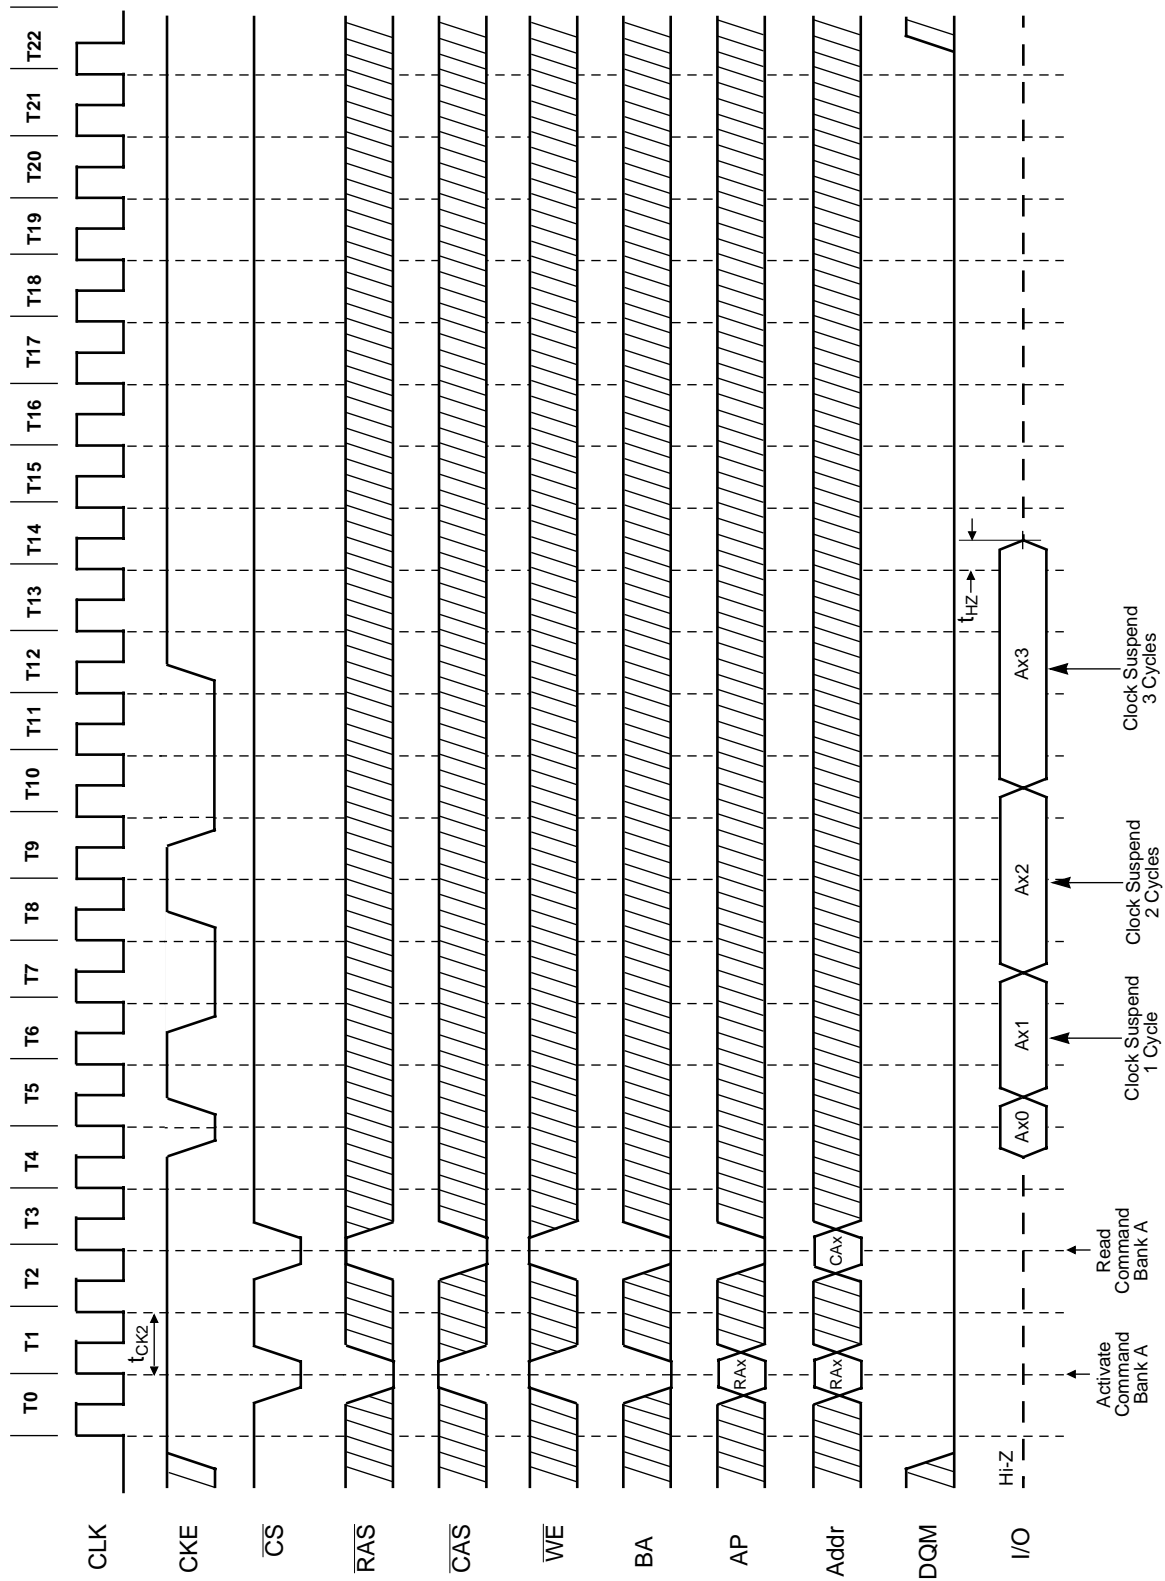 T0 T1 T2 T3 T4 T5 T6 T7 T8 T9 T10 T11 T12 T13 T14 T15 T16 T17 T18 T19 T20 T21 T22
CLK
tCK2
CKE
CS
RAS
CAS
WE
BA
AP
RAx
Addr
RAx CAx
DQM
tHZ
I/O
Hi-Z
Ax0 Ax1 Ax2 Ax3
Activate
Command
Bank A
Read
Command
Bank A
Clock Suspend
1 Cycle
Clock Suspend
2 Cycles
Clock Suspend
3 Cycles